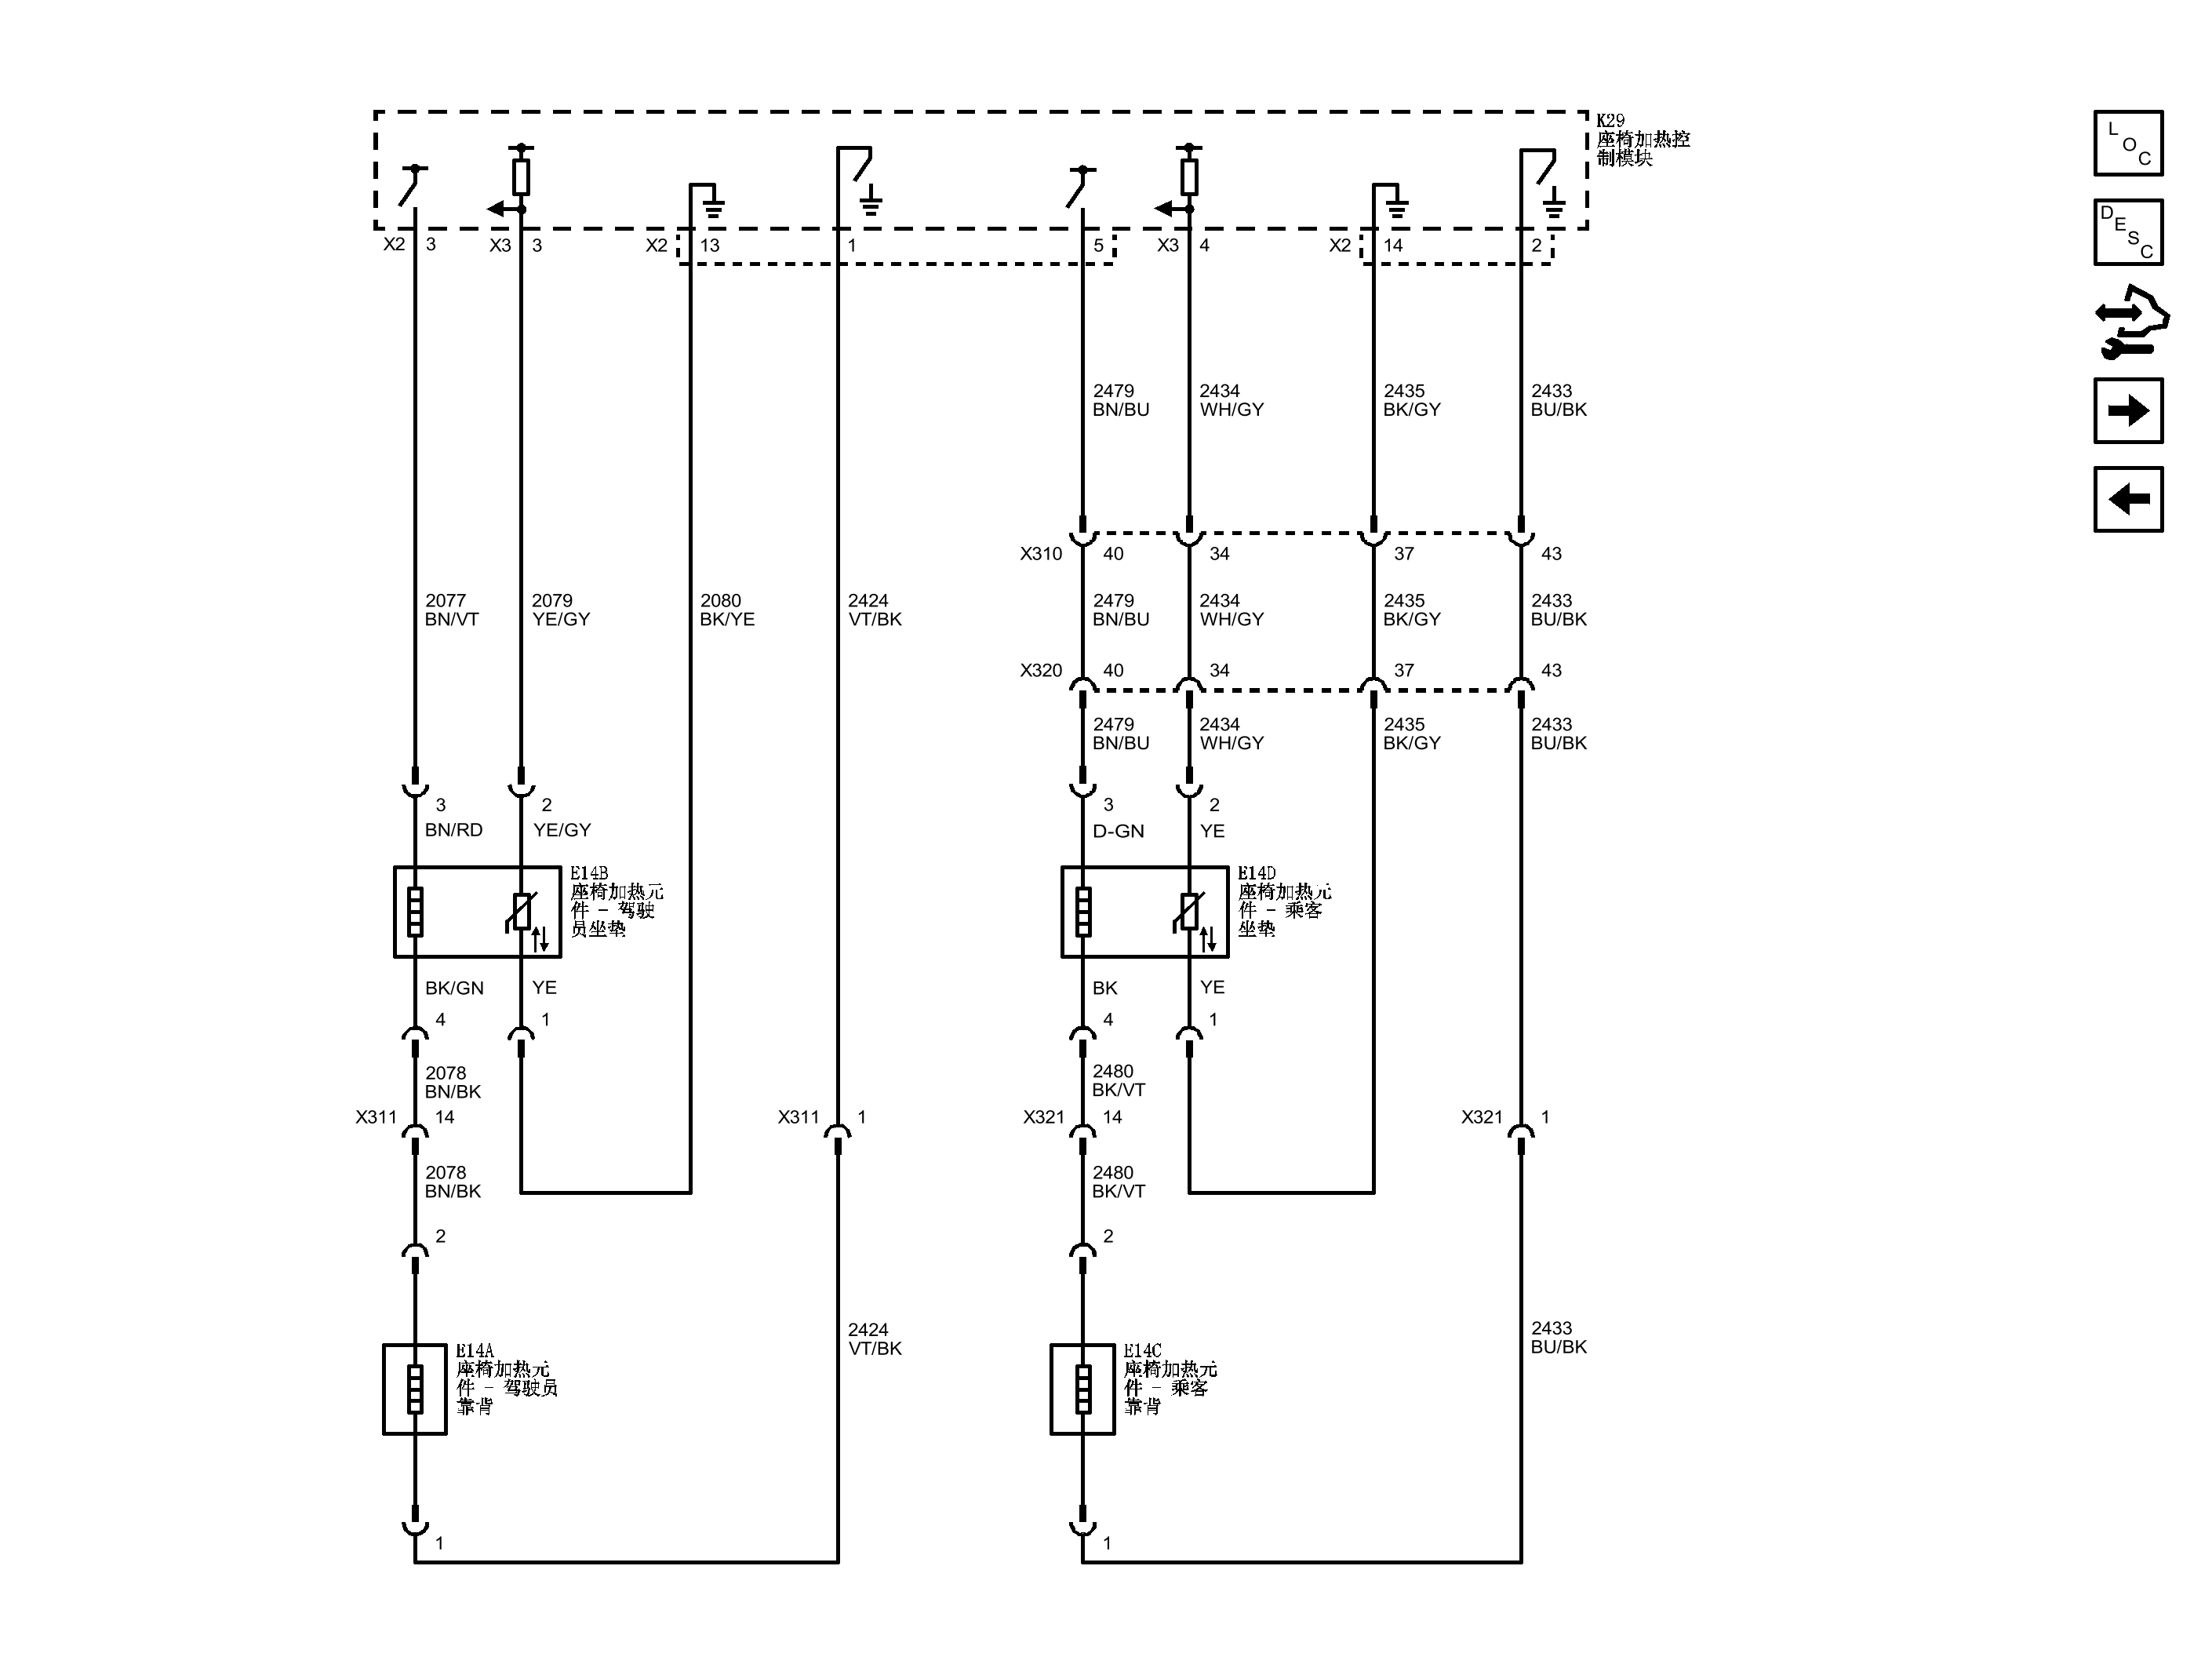 K29
座椅加热控
制模块
L
O
C
D
E
S
C
X2 3
X3 3
X2 13
1
5
X3 4
X2 14
2
2479
BN/BU
2434
WH/GY
2435
BK/GY
2433
BU/BK
X310 40
34
37
43
2077
BN/VT
2079
YE/GY
2080
BK/YE
2424
VT/BK
2479
BN/BU
2434
WH/GY
2435
BK/GY
2433
BU/BK
X320 40
34
37
43
2479
BN/BU
2434
WH/GY
2435
BK/GY
2433
BU/BK
3
2
3
2
BN/RD
YE/GY
D-GN
YE
E14B
座椅加热元
件 - 驾驶
员坐垫
E14D
座椅加热元
件 - 乘客
坐垫
BK/GN
YE
BK
YE
4
1
4
1
2078
BN/BK
2480
BK/VT
X311 14
X311 1
X321 14
X321 1
2078
BN/BK
2480
BK/VT
2
2
2424
VT/BK
2433
BU/BK
E14A
座椅加热元
件 - 驾驶员
靠背
E14C
座椅加热元
件 - 乘客
靠背
1
1